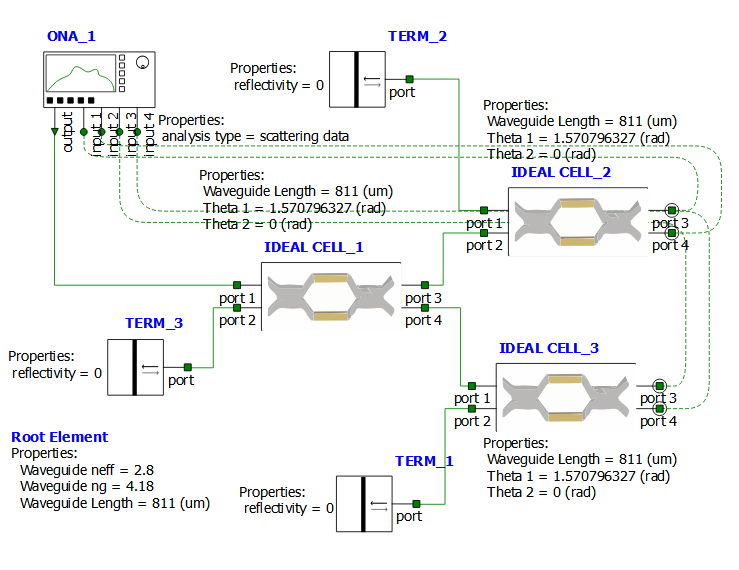 ONA_1
output
input 1
input 2
input 3
input 4
Properties:
analysis type = scattering data
TERM_2
Properties:
reflectivity = 0
port
Properties:
Waveguide Length = 811 (um)
Theta 1 = 1.570796327 (rad)
Theta 2 = 0 (rad)
IDEAL CELL_2
port 1
port 2
port 3
port 4
Properties:
Waveguide Length = 811 (um)
Theta 1 = 1.570796327 (rad)
Theta 2 = 0 (rad)
IDEAL CELL_1
port 1
port 2
port 3
port 4
TERM_3
Properties:
reflectivity = 0
port
IDEAL CELL_3
port 1
port 2
port 3
port 4
Properties:
Waveguide Length = 811 (um)
Theta 1 = 1.570796327 (rad)
Theta 2 = 0 (rad)
Root Element
Properties:
Waveguide neff = 2.8
Waveguide ng = 4.18
Waveguide Length = 811 (um)
TERM_1
Properties:
reflectivity = 0
port